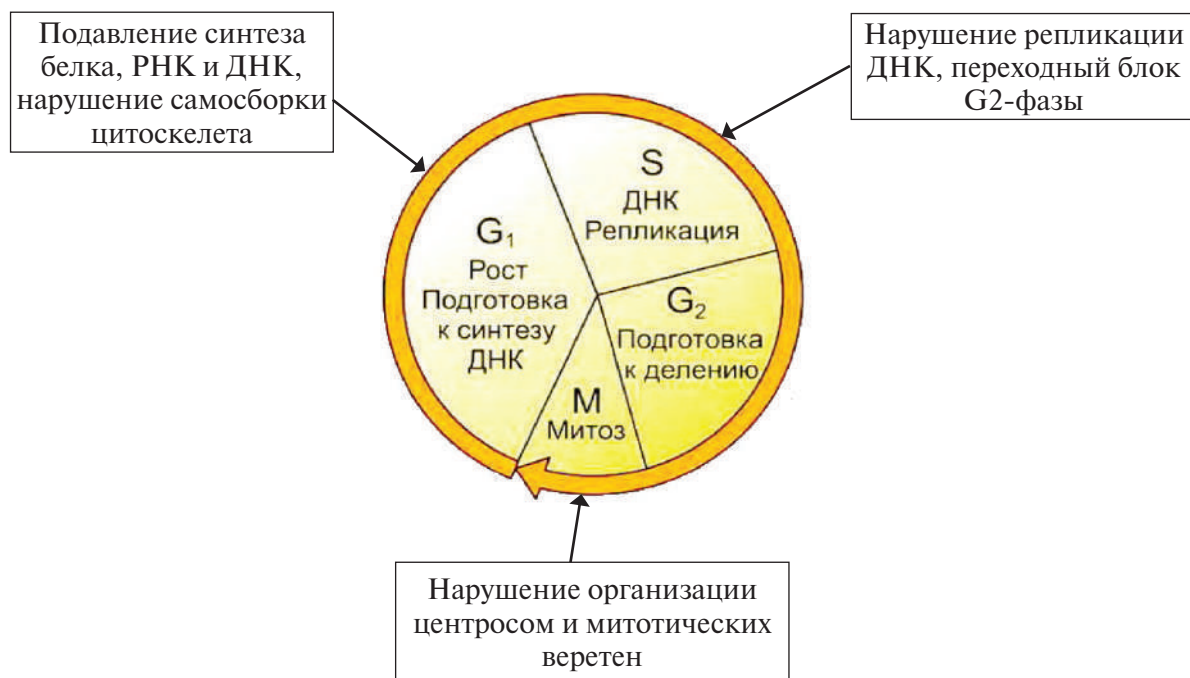 Подавление синтеза
белка, РНК и ДНК,
нарушение самосборки
цитоскелета
Нарушение репликации
ДНК, переходный блок
G2-фазы
S
ДНК
Репликация
G₁
Рост
Подготовка
к синтезу
ДНК
G₂
Подготовка
к делению
М
Митоз
Нарушение организации
центросом и митотических
веретен